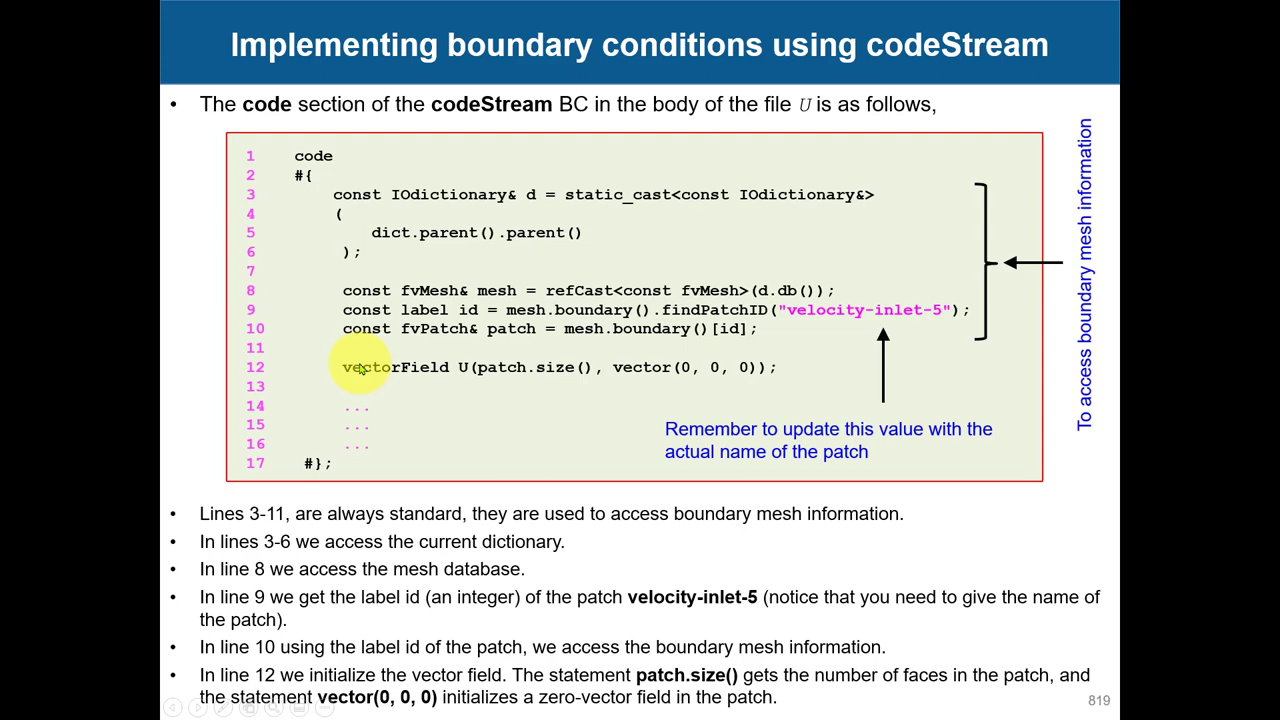 Implementing boundary conditions using codeStream
• The code section of the codeStream BC in the body of the file U is as follows,
1 code
2 #{
3 const IOdictionary& d = static_cast<const IOdictionary&>
4 (
5 dict.parent().parent()
6 );
7
8 const fvMesh& mesh = refCast<const fvMesh>(d.db());
9 const label id = mesh.boundary().findPatchID("velocity-inlet-5");
10 const fvPatch& patch = mesh.boundary()[id];
11
12 vectorField U(patch.size(), vector(0, 0, 0));
13
14 ...
15 ...
16 ...
17 #};
Remember to update this value with the
actual name of the patch
To access boundary mesh information
• Lines 3-11, are always standard, they are used to access boundary mesh information.
• In lines 3-6 we access the current dictionary.
• In line 8 we access the mesh database.
• In line 9 we get the label id (an integer) of the patch velocity-inlet-5 (notice that you need to give the name of
the patch).
• In line 10 using the label id of the patch, we access the boundary mesh information.
• In line 12 we initialize the vector field. The statement patch.size() gets the number of faces in the patch, and
the statement vector(0, 0, 0) initializes a zero-vector field in the patch.
819